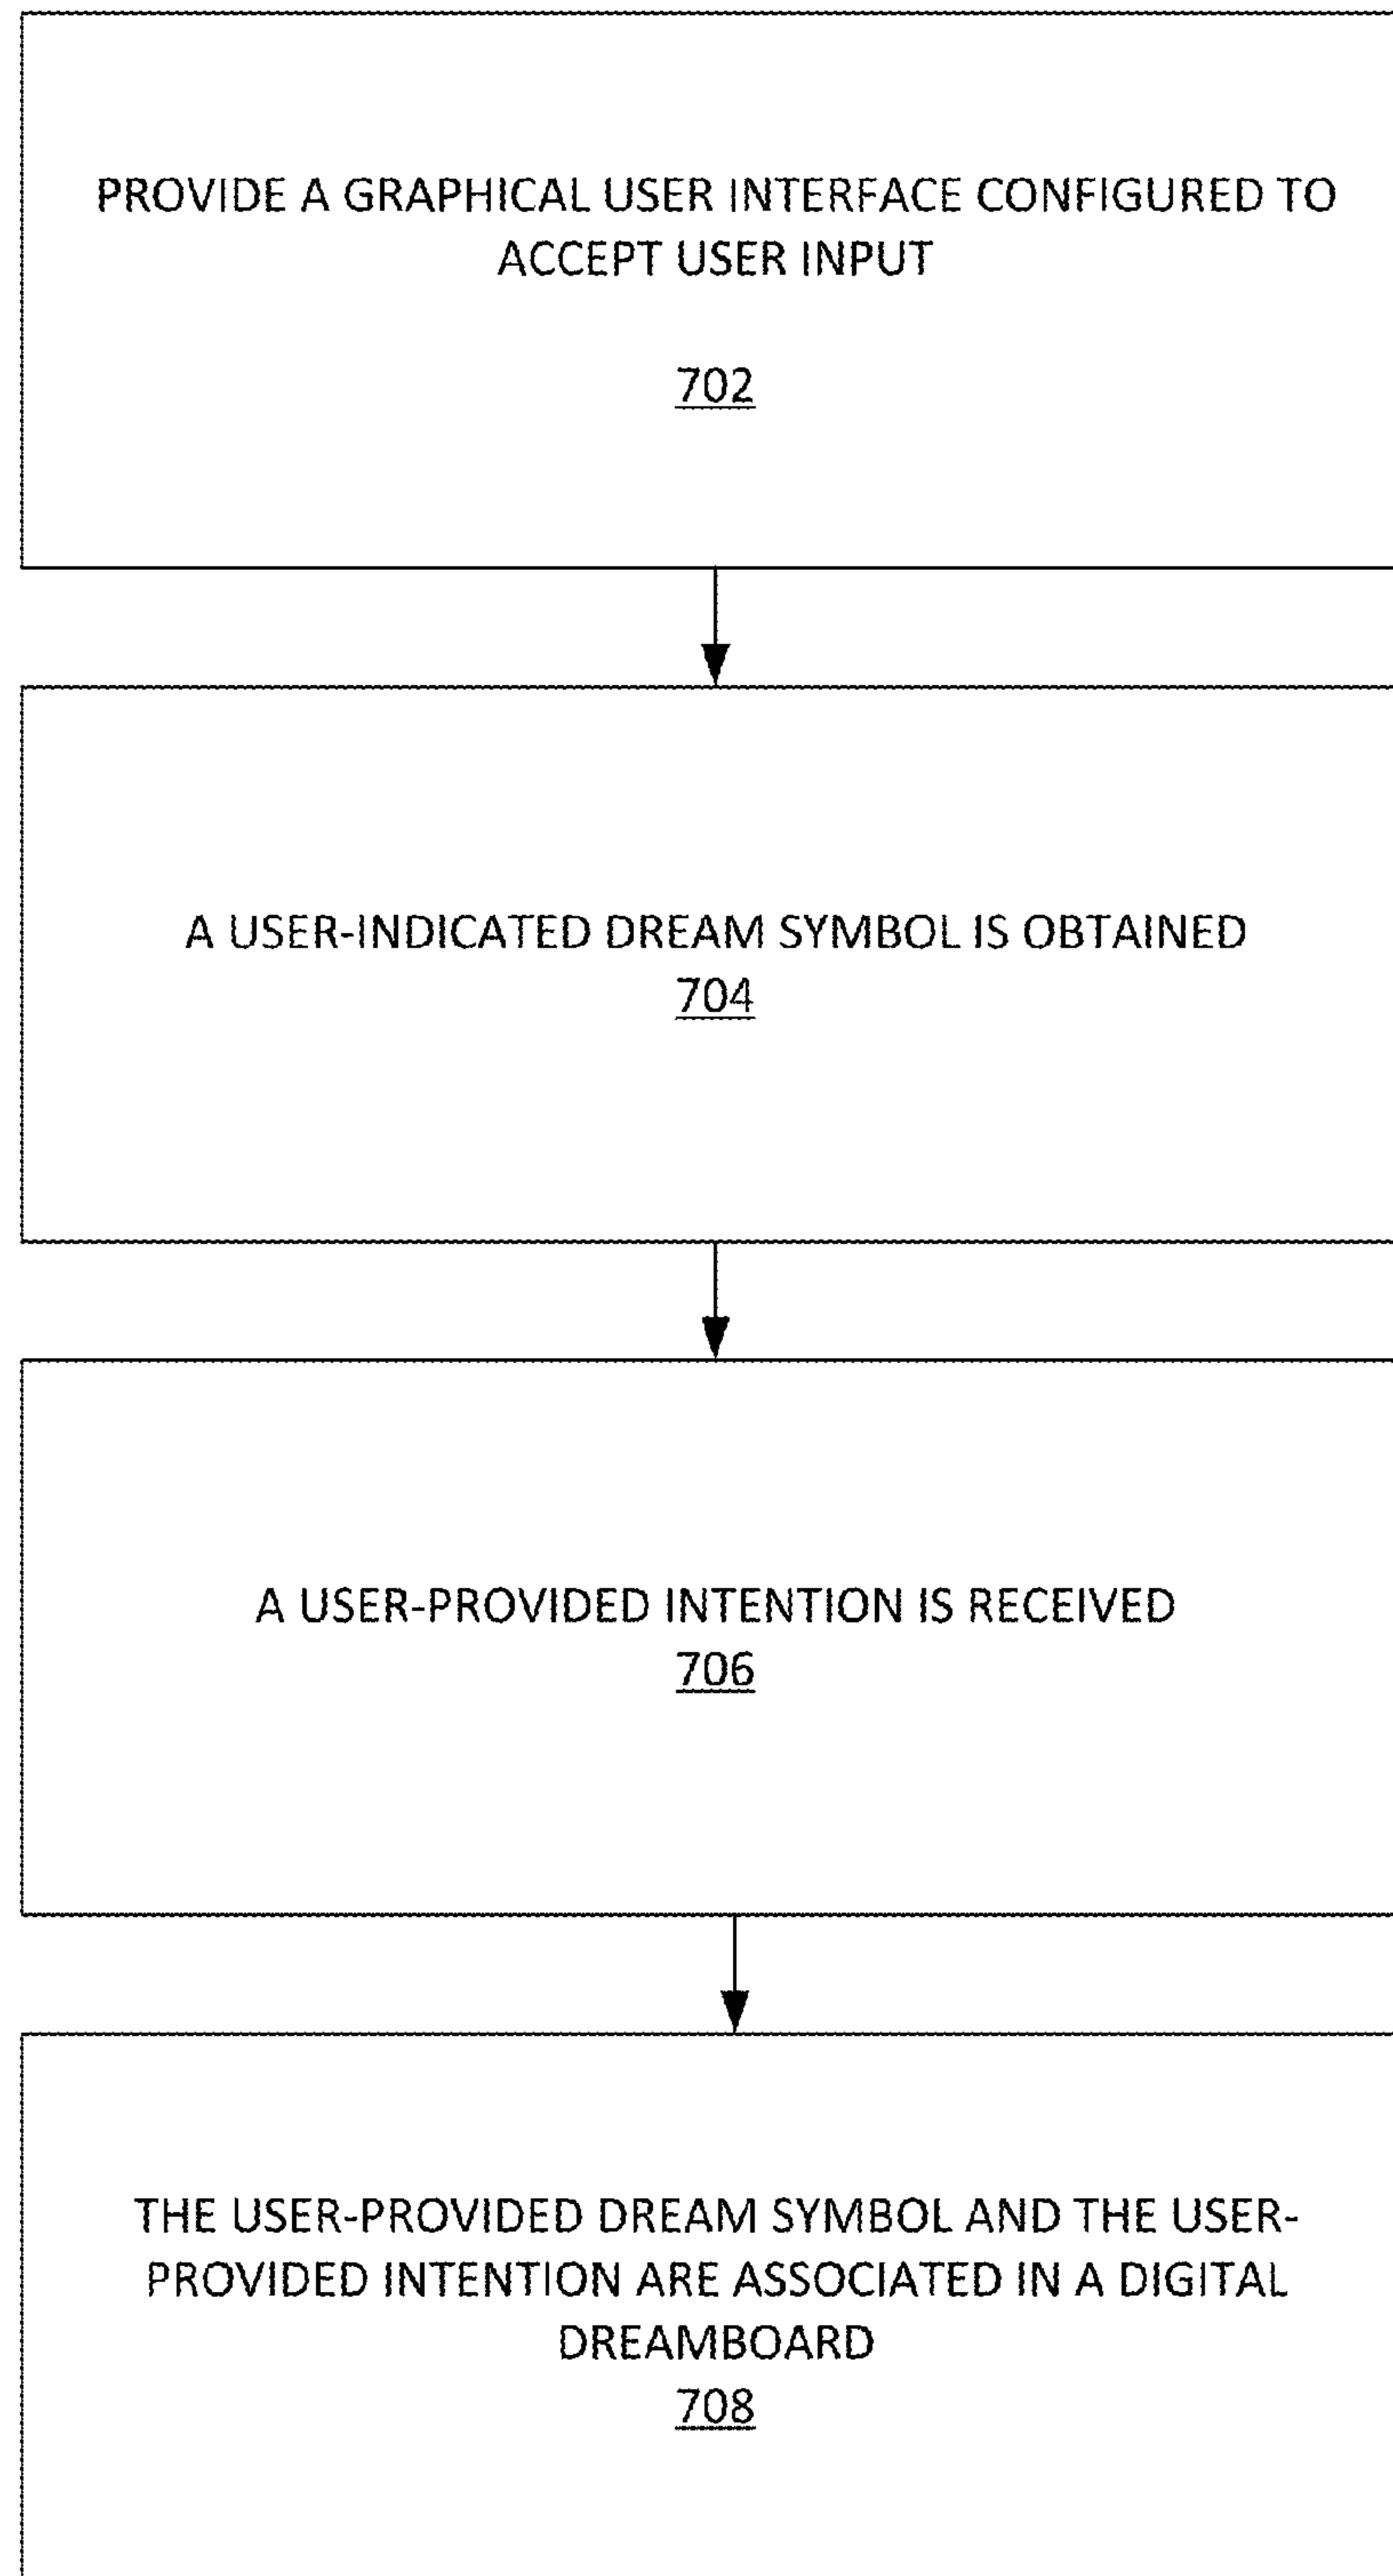 PROVIDE A GRAPHICAL USER INTERFACE CONFIGURED TO
ACCEPT USER INPUT
702
A USER-INDICATED DREAM SYMBOL IS OBTAINED
704
A USER-PROVIDED INTENTION IS RECEIVED
706
THE USER-PROVIDED DREAM SYMBOL AND THE USER-
PROVIDED INTENTION ARE ASSOCIATED IN A DIGITAL
DREAMBOARD
708